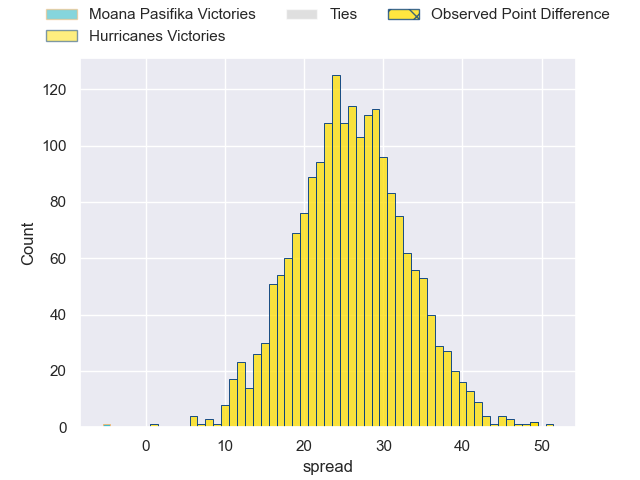 Moana Pasifika Victories
Ties
Observed Point Difference
Hurricanes Victories
120
100
80
60
40
20
0
Count
0 10 20 30 40 50
spread